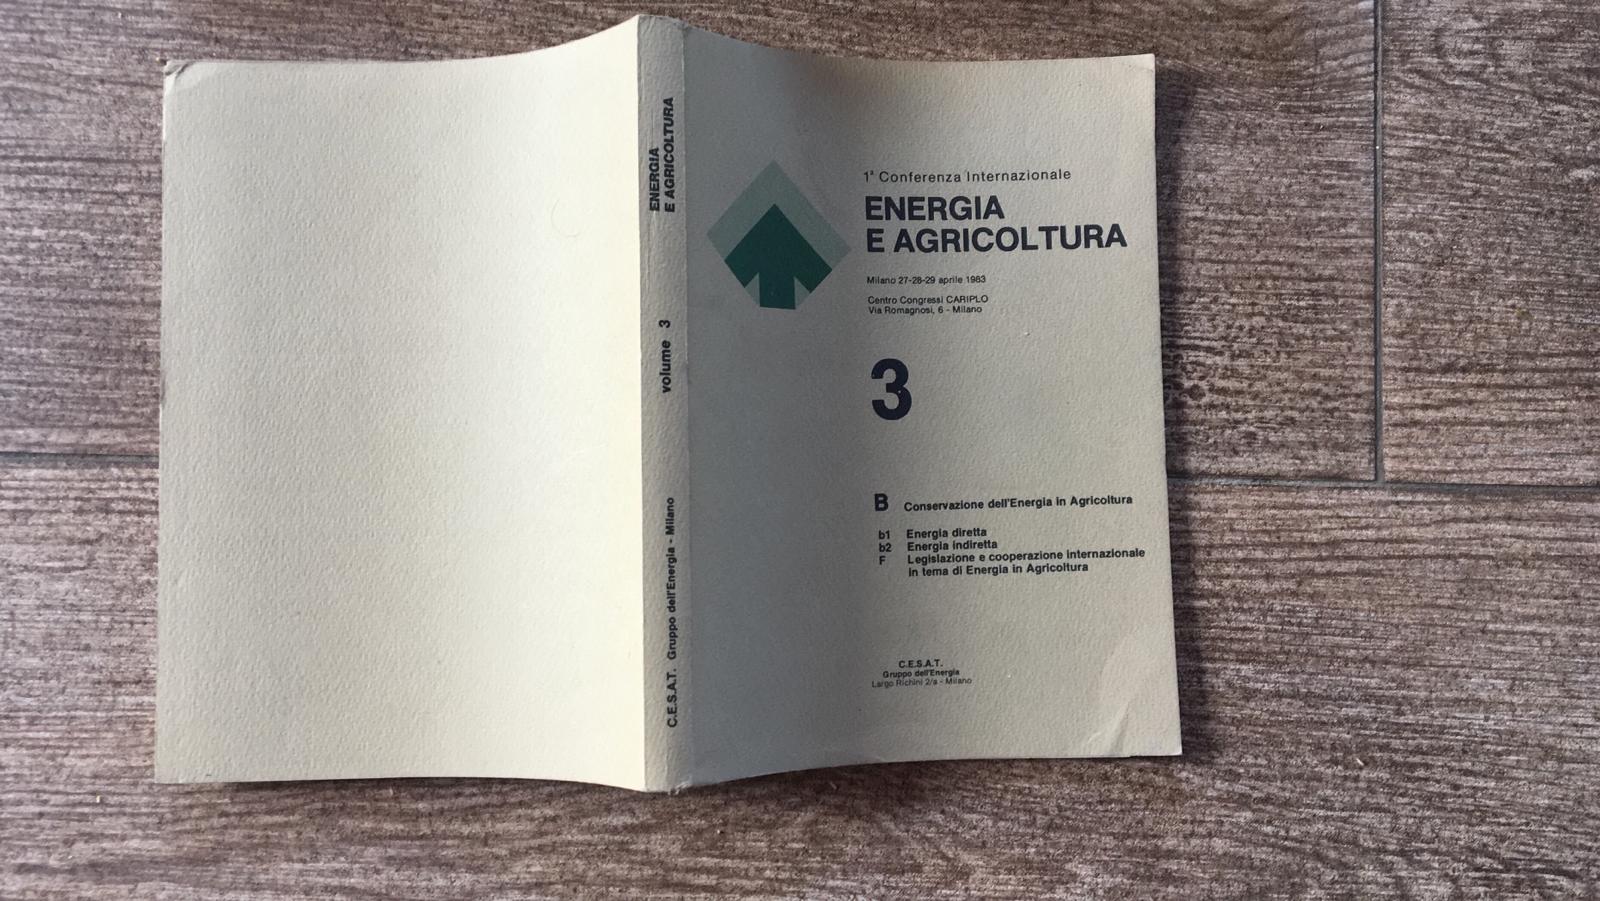 ENERGIA
E AGRICOLTURA
volume 3
C.E.S.A.T. Gruppo dell'Energia - Milano
1ª Conferenza Internazionale
ENERGIA
E AGRICOLTURA
Milano 27-28-29 aprile 1983
Centro Congressi CARIPLO
Via Romagnosi, 6 - Milano
3
B Conservazione dell'Energia in Agricoltura
b1 Energia diretta
b2 Energia indiretta
F Legislazione e cooperazione internazionale
in tema di Energia in Agricoltura
C.E.S.A.T.
Gruppo dell'Energia
Largo Richini 2/a - Milano